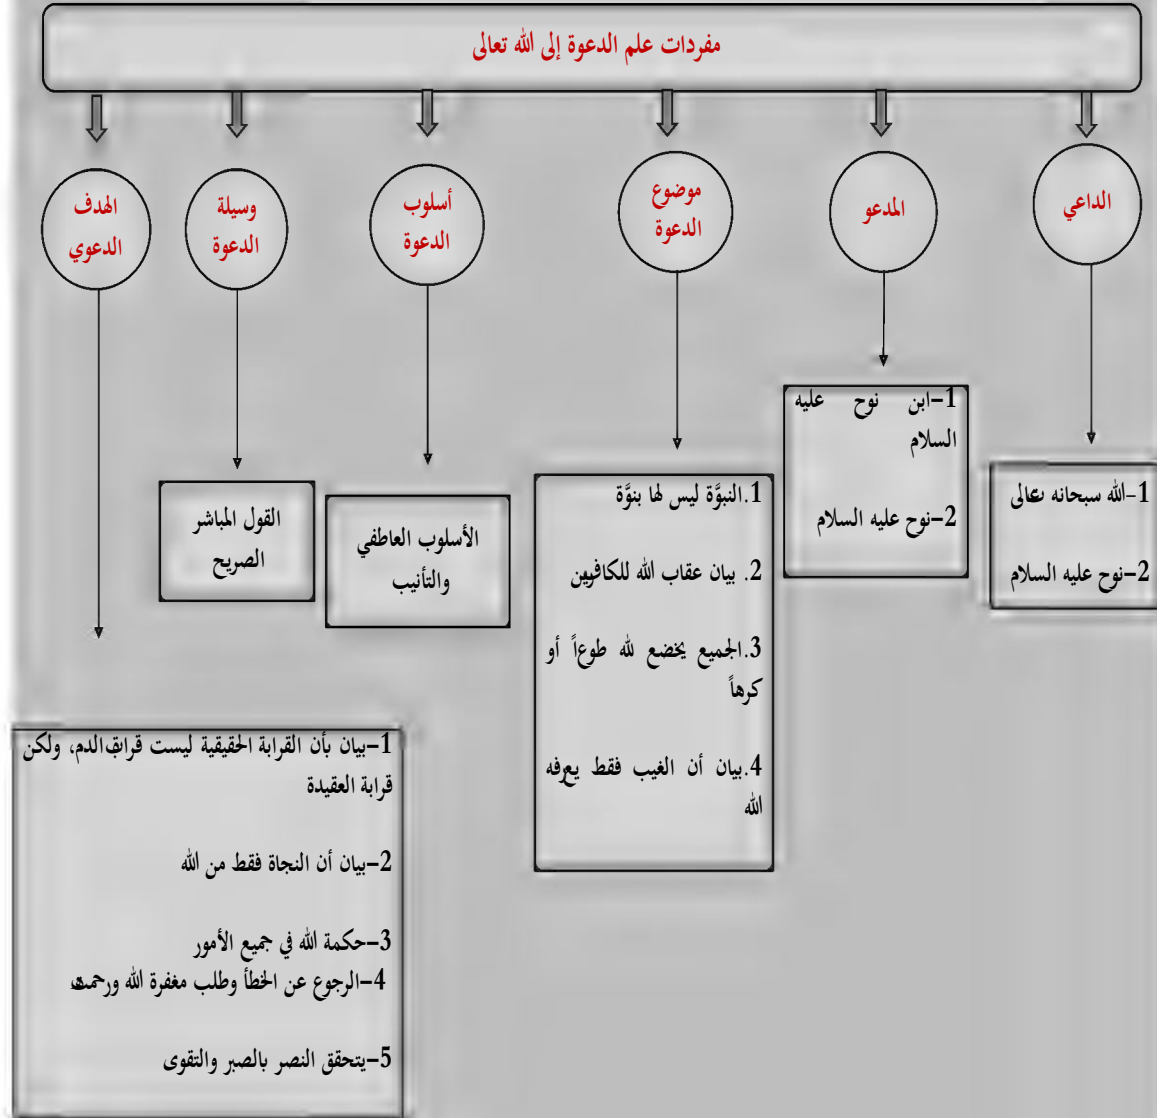 مفردات علم الدعوة إلى الله تعالى
الداعي
المدعو
موضوع
الدعوة
أسلوب
الدعوة
وسيلة
الدعوة
الهدف
الدعوي
1-الله سبحانه تعالى
2-نوح عليه السلام
1-ابن نوح عليه
السلام
2-نوح عليه السلام
1.النبوَّة ليس لها بنوَّة
2. بيان عقاب الله للكافرين
3.الجميع يخضع لله طوعاً أو
كرهاً
4.بيان أن الغيب فقط يعرفه
الله
الأسلوب العاطفي
والتأنيب
القول المباشر
الصريح
1-بيان بأن القرابة الحقيقية ليست قرابة الدم، ولكن
قرابة العقيدة
2-بيان أن النجاة فقط من الله
3-حكمة الله في جميع الأمور
4-الرجوع عن الخطأ وطلب مغفرة الله ورحمته
5-يتحقق النصر بالصبر والتقوى